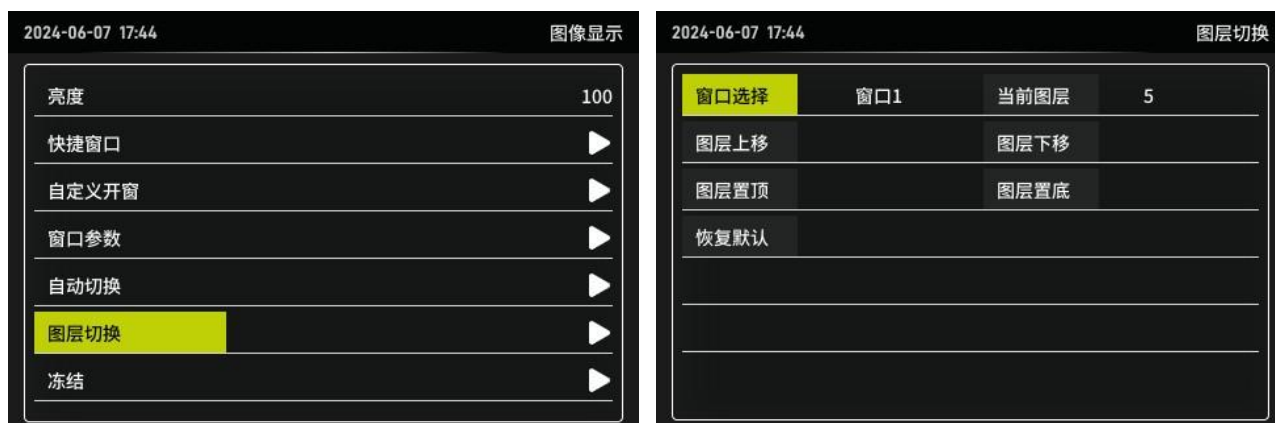 2024-06-07 17:44 图像显示
亮度 100
快捷窗口
自定义开窗
窗口参数
自动切换
图层切换
冻结
2024-06-07 17:44 图层切换
窗口选择 窗口1 当前图层 5
图层上移 图层下移
图层置顶 图层置底
恢复默认